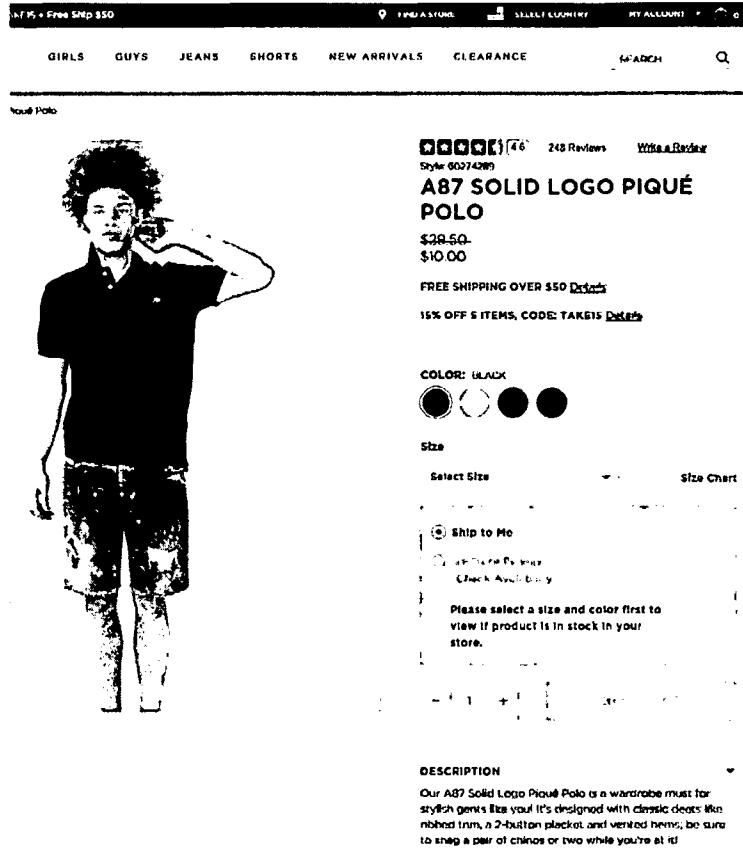 + Free Ship $50
FIND A STORE
SELECT COUNTRY
MY ACCOUNT
0
GIRLS GUYS JEANS SHORTS NEW ARRIVALS CLEARANCE
SEARCH
Piqué Polo
4.6 248 Reviews Write a Review
Style: 60274289
A87 SOLID LOGO PIQUÉ
POLO
$28.50
$10.00
FREE SHIPPING OVER $50 Details
15% OFF 5 ITEMS, CODE: TAKE15 Details
COLOR: BLACK
Size
Select Size
Size Chart
Ship to Me
Check Availability
Please select a size and color first to
view if product is in stock in your
store.
- 1 +
DESCRIPTION
Our A87 Solid Logo Piqué Polo is a wardrobe must for
stylish gents like you! It's designed with classic deets like
ribbed trim, a 2-button placket and vented hems; be sure
to snag a pair of chinos or two while you're at it!